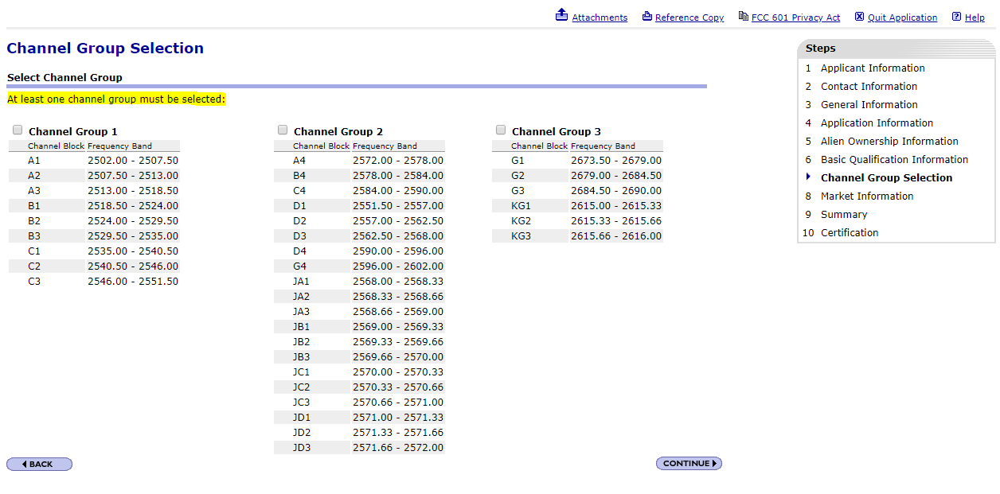 Attachments Reference Copy FCC 601 Privacy Act Quit Application Help
Channel Group Selection
Select Channel Group
At least one channel group must be selected:
Channel Group 1
Channel Block Frequency Band
A1 2502.00 - 2507.50
A2 2507.50 - 2513.00
A3 2513.00 - 2518.50
B1 2518.50 - 2524.00
B2 2524.00 - 2529.50
B3 2529.50 - 2535.00
C1 2535.00 - 2540.50
C2 2540.50 - 2546.00
C3 2546.00 - 2551.50
Channel Group 2
Channel Block Frequency Band
A4 2572.00 - 2578.00
B4 2578.00 - 2584.00
C4 2584.00 - 2590.00
D1 2551.50 - 2557.00
D2 2557.00 - 2562.50
D3 2562.50 - 2568.00
D4 2590.00 - 2596.00
G4 2596.00 - 2602.00
JA1 2568.00 - 2568.33
JA2 2568.33 - 2568.66
JA3 2568.66 - 2569.00
JB1 2569.00 - 2569.33
JB2 2569.33 - 2569.66
JB3 2569.66 - 2570.00
JC1 2570.00 - 2570.33
JC2 2570.33 - 2570.66
JC3 2570.66 - 2571.00
JD1 2571.00 - 2571.33
JD2 2571.33 - 2571.66
JD3 2571.66 - 2572.00
Channel Group 3
Channel Block Frequency Band
G1 2673.50 - 2679.00
G2 2679.00 - 2684.50
G3 2684.50 - 2690.00
KG1 2615.00 - 2615.33
KG2 2615.33 - 2615.66
KG3 2615.66 - 2616.00
BACK
CONTINUE
Steps
1 Applicant Information
2 Contact Information
3 General Information
4 Application Information
5 Alien Ownership Information
6 Basic Qualification Information
Channel Group Selection
8 Market Information
9 Summary
10 Certification